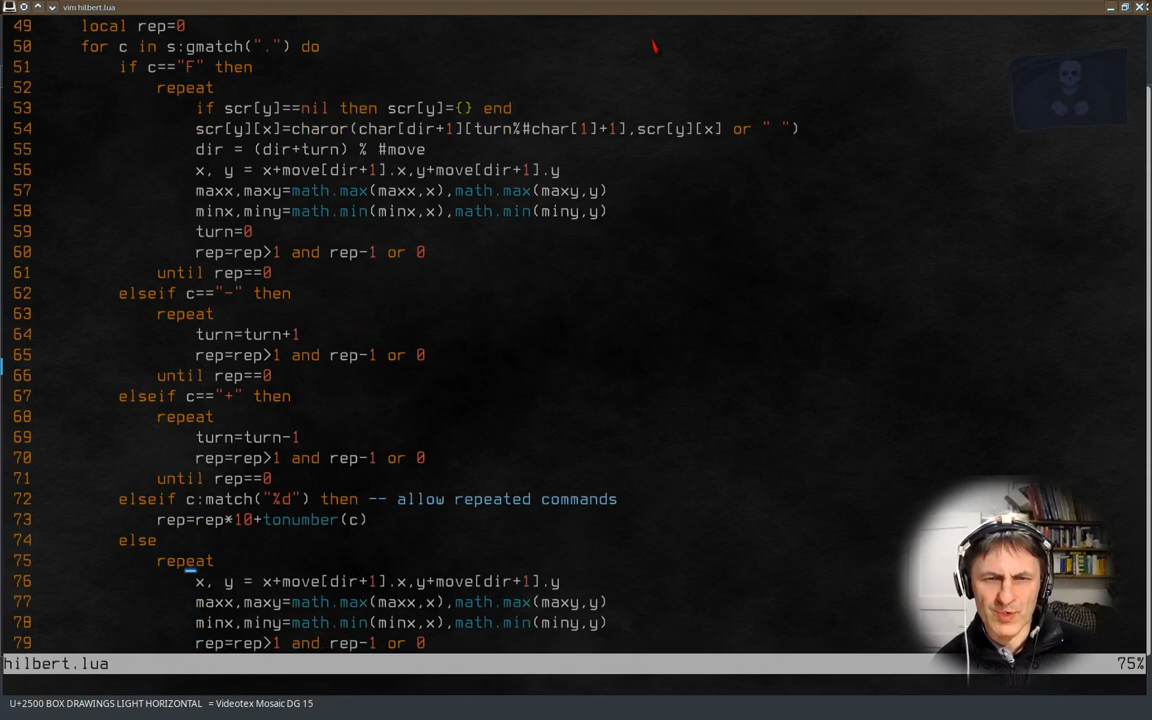 vim hilbert.lua
49 local rep=0
50 for c in s:gmatch(".") do
51 if c=="F" then
52 repeat
53 if scr[y]==nil then scr[y]={} end
54 scr[y][x]=charor(char[dir+1][turn%#char[1]+1],scr[y][x] or " ")
55 dir = (dir+turn) % #move
56 x, y = x+move[dir+1].x,y+move[dir+1].y
57 maxx,maxy=math.max(maxx,x),math.max(maxy,y)
58 minx,miny=math.min(minx,x),math.min(miny,y)
59 turn=0
60 rep=rep>1 and rep-1 or 0
61 until rep==0
62 elseif c=="-" then
63 repeat
64 turn=turn+1
65 rep=rep>1 and rep-1 or 0
66 until rep==0
67 elseif c=="+" then
68 repeat
69 turn=turn-1
70 rep=rep>1 and rep-1 or 0
71 until rep==0
72 elseif c:match("%d") then -- allow repeated commands
73 rep=rep*10+tonumber(c)
74 else
75 repeat
76 x, y = x+move[dir+1].x,y+move[dir+1].y
77 maxx,maxy=math.max(maxx,x),math.max(maxy,y)
78 minx,miny=math.min(minx,x),math.min(miny,y)
79 rep=rep>1 and rep-1 or 0
hilbert.lua 75%
U+2500 BOX DRAWINGS LIGHT HORIZONTAL = Videotex Mosaic DG 15